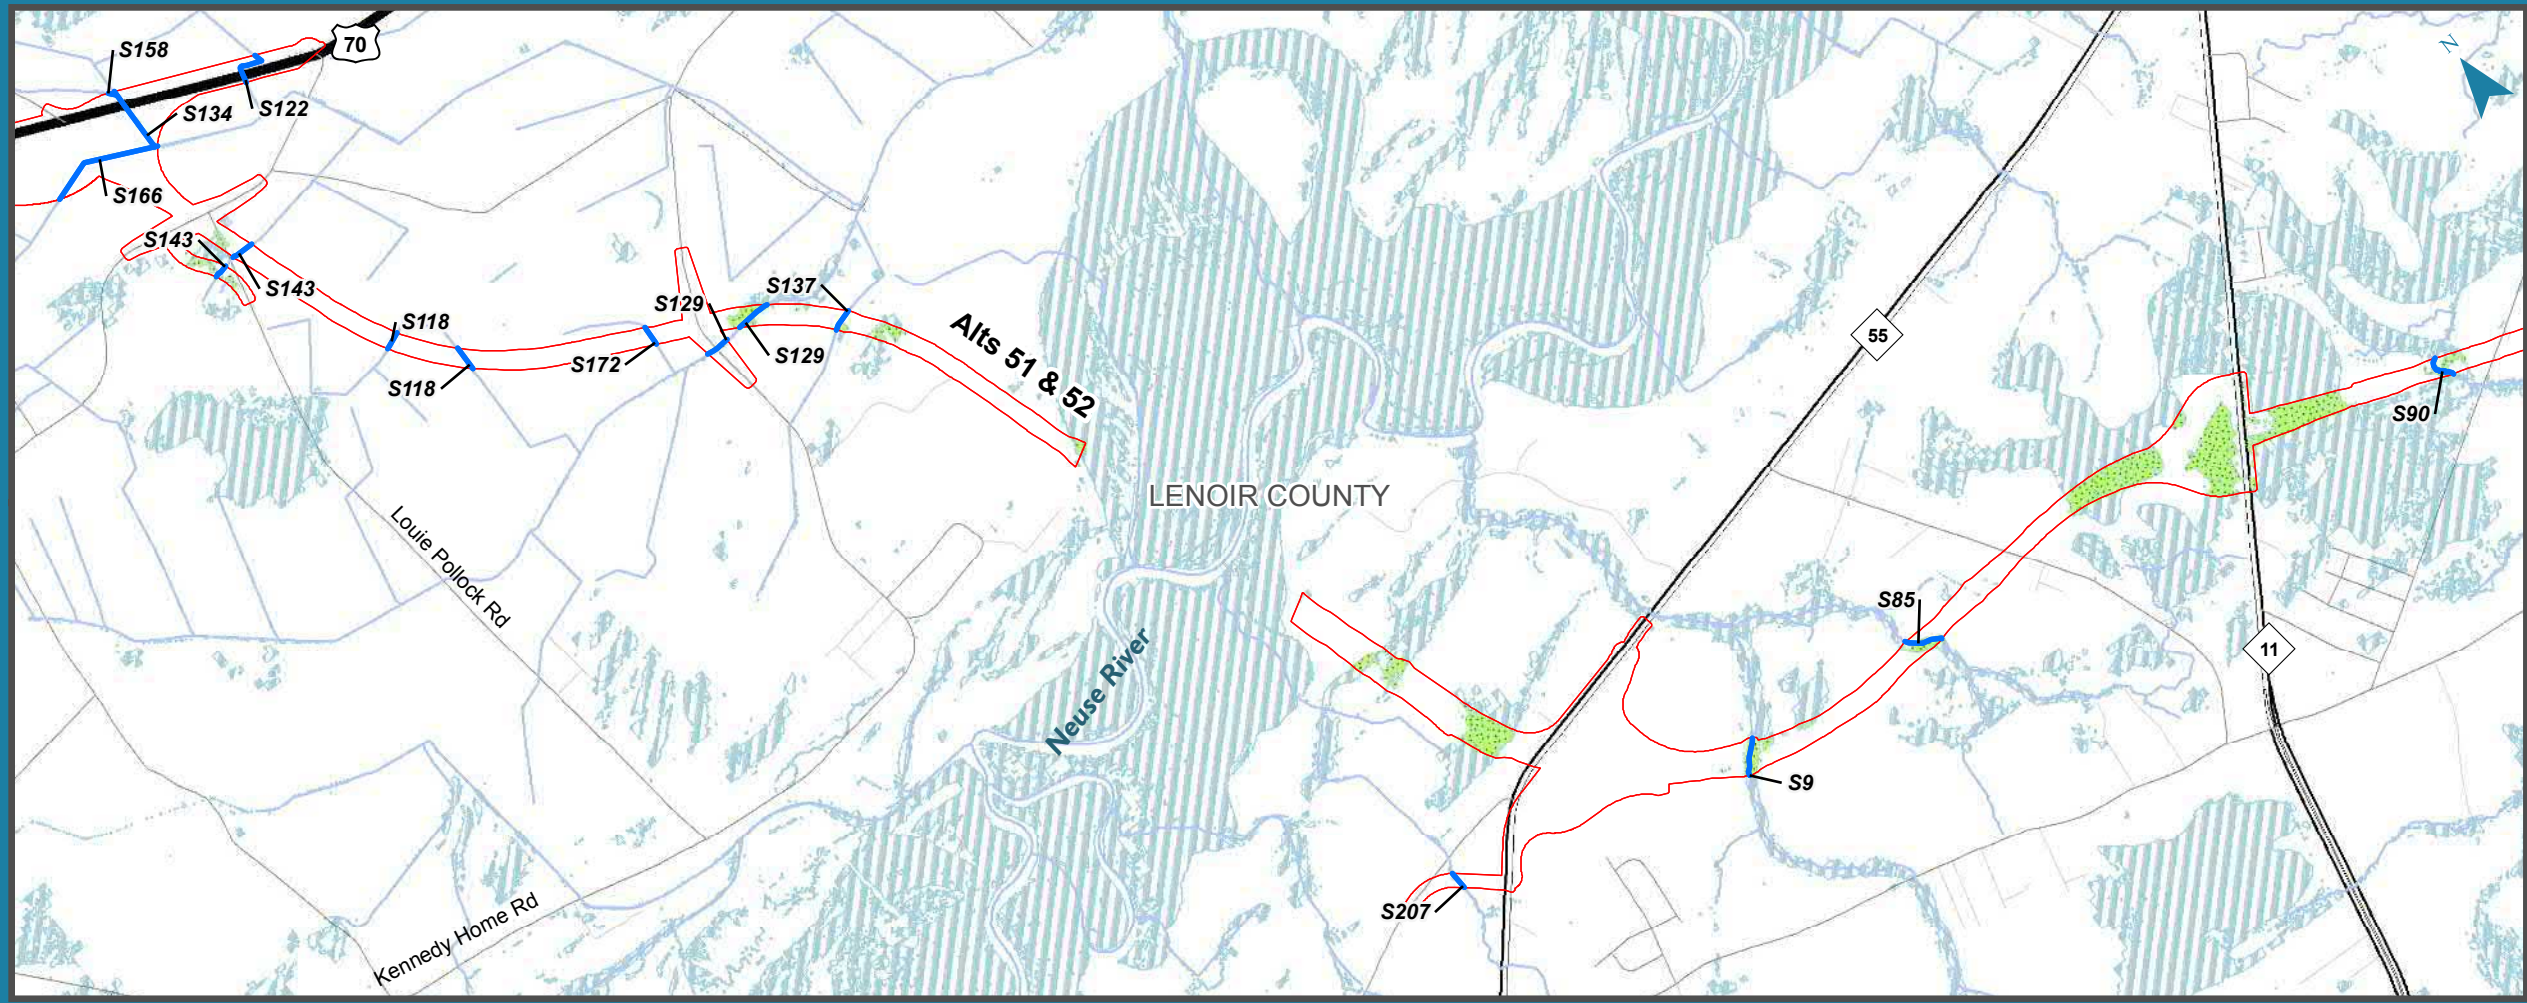 S158
70
S134
S122
S166
S143
S143
S118
S118
S172
S129
S129
S137
Alts 51 & 52
LENOIR COUNTY
Louie Pollock Rd
Kennedy Home Rd
Neuse River
N
55
S90
S85
11
S9
S207